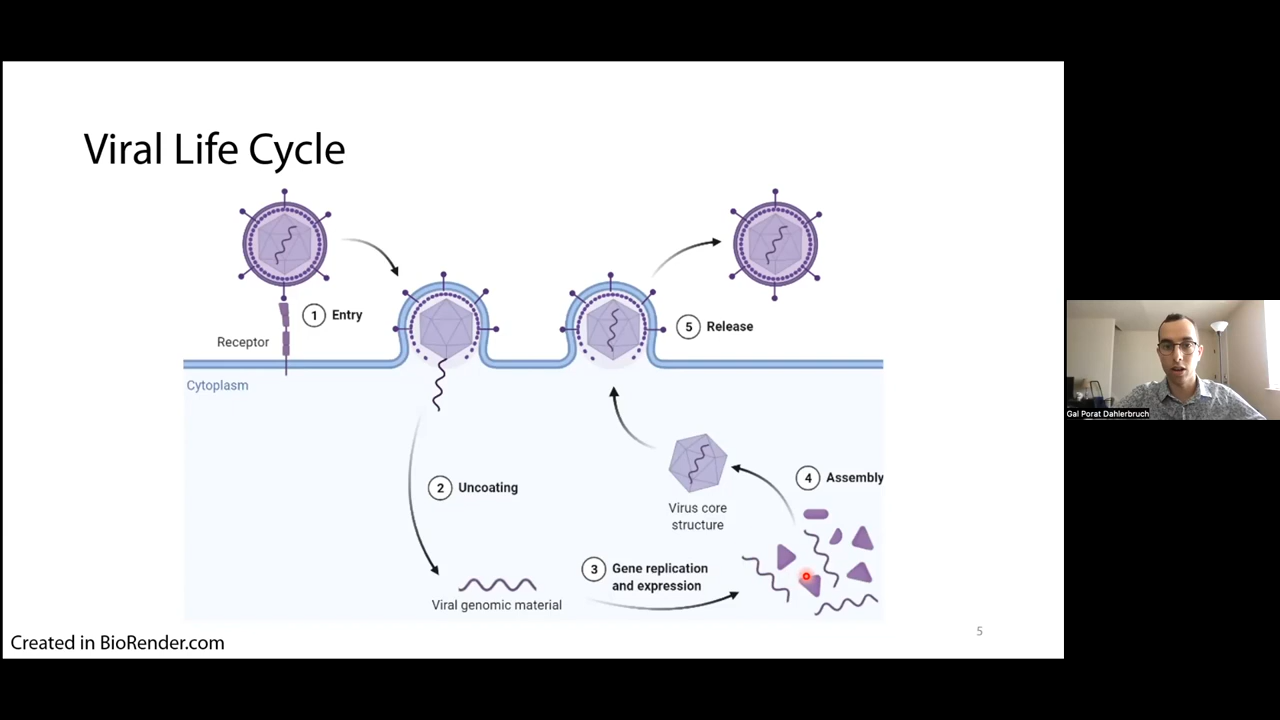 Viral Life Cycle
1 Entry
Receptor
Cytoplasm
2 Uncoating
Viral genomic material
3 Gene replication
and expression
4 Assembly
Virus core
structure
5 Release
Created in BioRender.com
5
Gal Porat Dahlerbruch